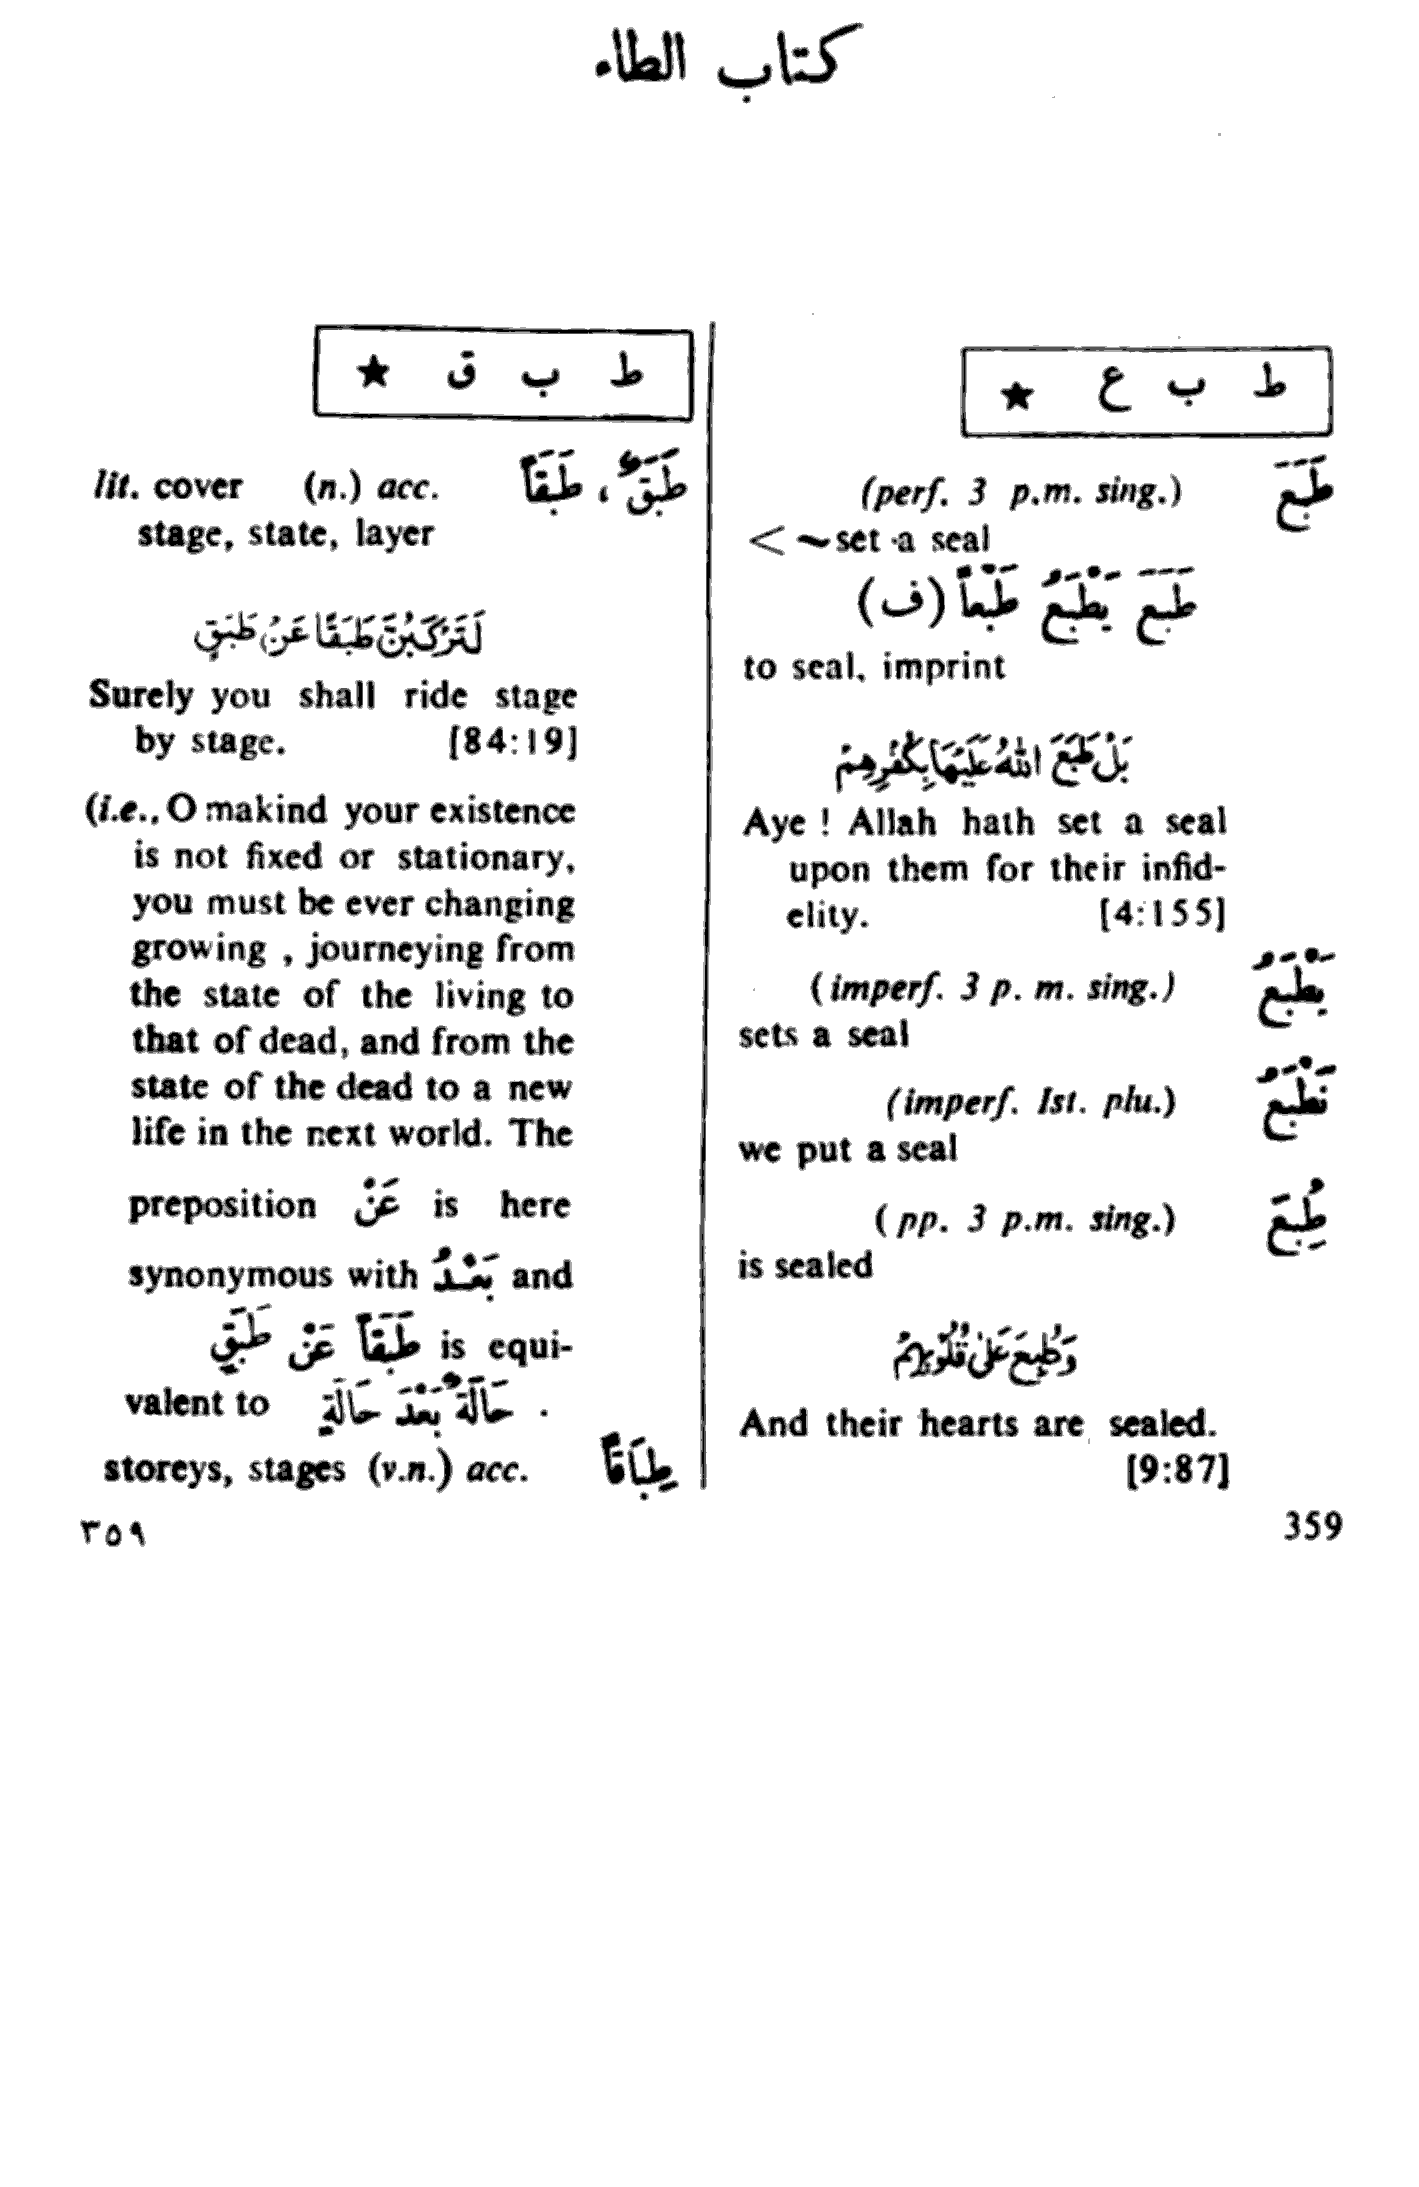 كتاب الطاء
ط ب ع ★
طَبَعَ (perf. 3 p.m. sing.)
< ~ set a seal
طَبَعَ يَطْبَعُ طَبْعاً (ف)
to seal, imprint
بَلْ طَبَعَ اللهُ عَلَيْهَا بِكُفْرِهِمْ
Aye ! Allah hath set a seal
upon them for their infid-
elity. [4:155]
يَطْبَعُ (imperf. 3 p. m. sing.)
sets a seal
نَطْبَعُ (imperf. Ist. plu.)
we put a seal
طُبِعَ (pp. 3 p.m. sing.)
is sealed
وَطُبِعَ عَلىٰ قُلُوْبِهِمْ
And their hearts are sealed.
[9:87]
ط ب ق ★
طَبَقٌ ، طَبَقاً lit. cover (n.) acc.
stage, state, layer
لَتَرْكَبُنَّ طَبَقًا عَنْ طَبَقٍ
Surely you shall ride stage
by stage. [84:19]
(i.e., O makind your existence
is not fixed or stationary,
you must be ever changing
growing , journeying from
the state of the living to
that of dead, and from the
state of the dead to a new
life in the next world. The
preposition عَنْ is here
synonymous with بَعْدُ and
طَبَقاً عَنْ طَبَقٍ is equi-
valent to حَالَةً بَعْدَ حَالَةٍ .
طِبَاقاً storeys, stages (v.n.) acc.
٣٥٩
359